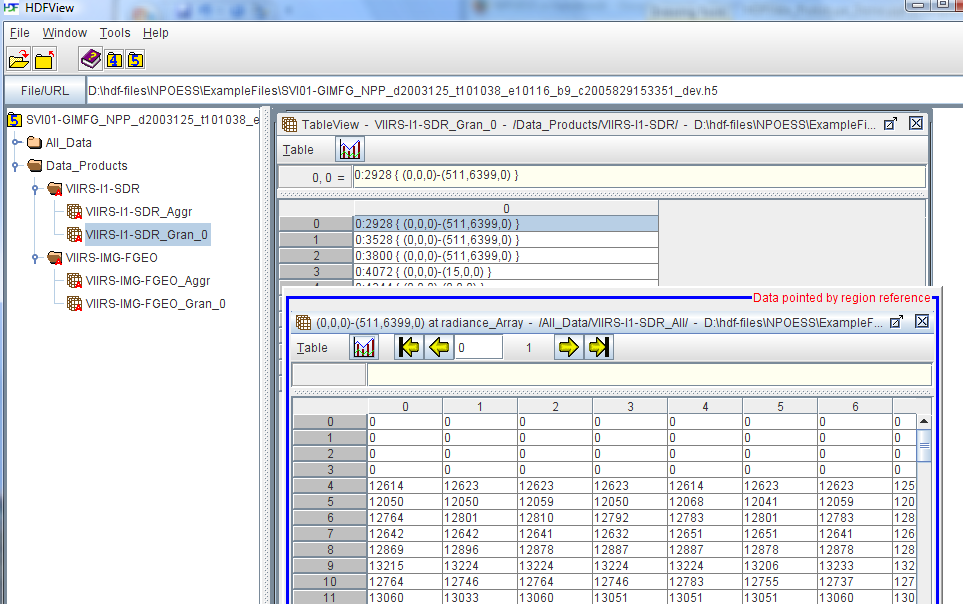 HDFView
File Window Tools Help
4 5
File/URL D:\hdf-files\NPOESS\ExampleFiles\SVI01-GIMFG_NPP_d2003125_t101038_e10116_b9_c2005829153351_dev.h5
5 SVI01-GIMFG_NPP_d2003125_t101038_e
All_Data
Data_Products
VIIRS-I1-SDR
VIIRS-I1-SDR_Aggr
VIIRS-I1-SDR_Gran_0
VIIRS-IMG-FGEO
VIIRS-IMG-FGEO_Aggr
VIIRS-IMG-FGEO_Gran_0
TableView - VIIRS-I1-SDR_Gran_0 - /Data_Products/VIIRS-I1-SDR/ - D:\hdf-files\NPOESS\ExampleFi...
Table
0, 0 = 0:2928 { (0,0,0)-(511,6399,0) }
0
0 0:2928 { (0,0,0)-(511,6399,0) }
1 0:3528 { (0,0,0)-(511,6399,0) }
2 0:3800 { (0,0,0)-(511,6399,0) }
3 0:4072 { (0,0,0)-(15,0,0) }
Data pointed by region reference
(0,0,0)-(511,6399,0) at radiance_Array - /All_Data/VIIRS-I1-SDR_All/ - D:\hdf-files\NPOESS\ExampleF...
Table 0 1
0 1 2 3 4 5 6
0 0 0 0 0 0 0 0 0
1 0 0 0 0 0 0 0 0
2 0 0 0 0 0 0 0 0
3 0 0 0 0 0 0 0 0
4 12614 12623 12623 12623 12614 12623 12623 125
5 12050 12050 12059 12050 12068 12041 12059 120
6 12764 12801 12810 12792 12783 12801 12783 128
7 12642 12642 12641 12632 12651 12651 12641 126
8 12869 12896 12878 12887 12887 12878 12878 128
9 13215 13224 13224 13224 13224 13206 13233 132
10 12764 12746 12764 12746 12783 12755 12737 127
11 13060 13033 13060 13051 13051 13051 13060 130